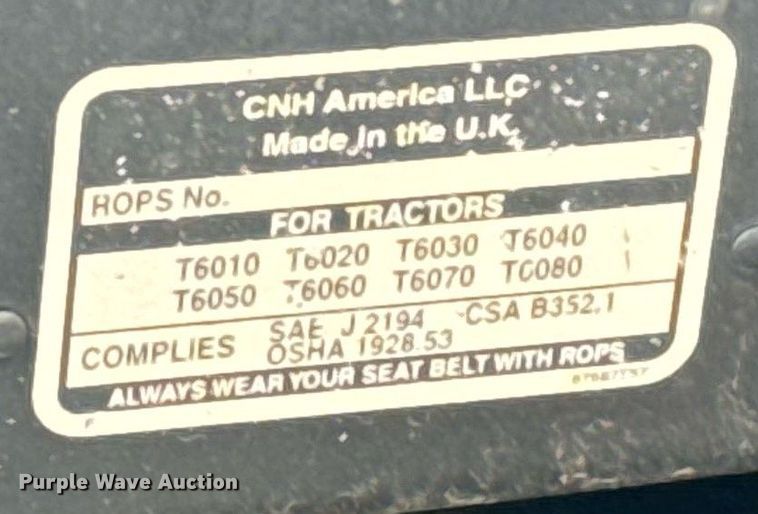 CNH America LLC
Made in the U.K.
ROPS No.
FOR TRACTORS
T6010 T6020 T6030 T6040
T6050 T6060 T6070 T6080
COMPLIES SAE J 2194 CSA B352.1
OSHA 1928.53
ALWAYS WEAR YOUR SEAT BELT WITH ROPS
F
Purple Wave Auction